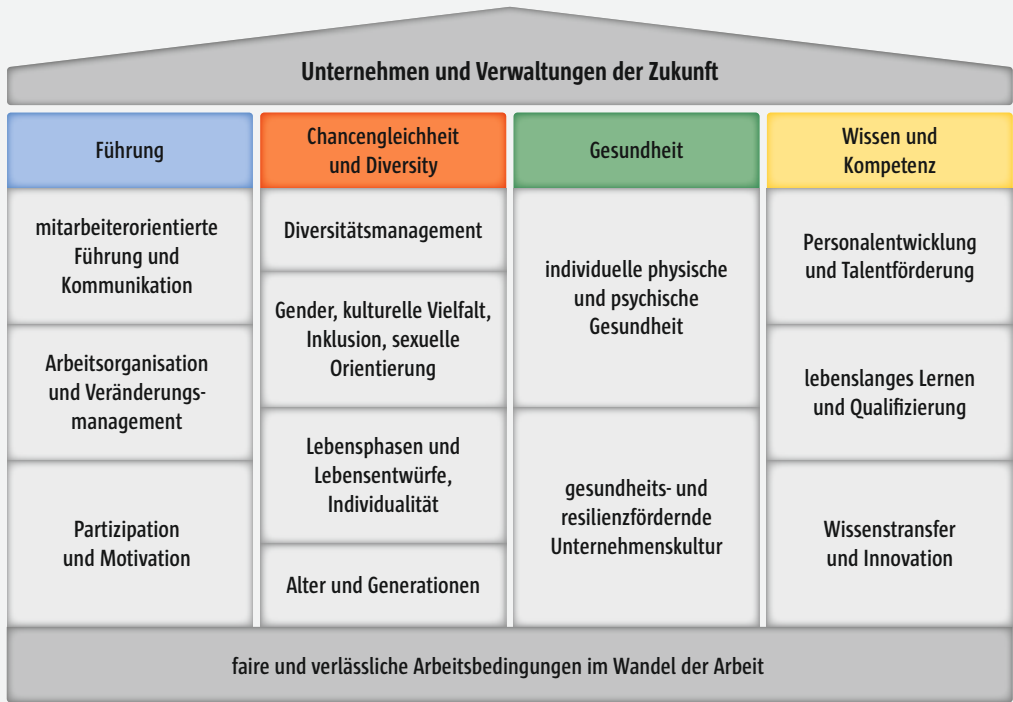 Unternehmen und Verwaltungen der Zukunft
Führung
Chancengleichheit
und Diversity
Gesundheit
Wissen und
Kompetenz
mitarbeiterorientierte
Führung und
Kommunikation
Arbeitsorganisation
und Veränderungs-
management
Partizipation
und Motivation
Diversitätsmanagement
Gender, kulturelle Vielfalt,
Inklusion, sexuelle
Orientierung
Lebensphasen und
Lebensentwürfe,
Individualität
Alter und Generationen
individuelle physische
und psychische
Gesundheit
gesundheits- und
resilienzfördernde
Unternehmenskultur
Personalentwicklung
und Talentförderung
lebenslanges Lernen
und Qualifizierung
Wissenstransfer
und Innovation
faire und verlässliche Arbeitsbedingungen im Wandel der Arbeit